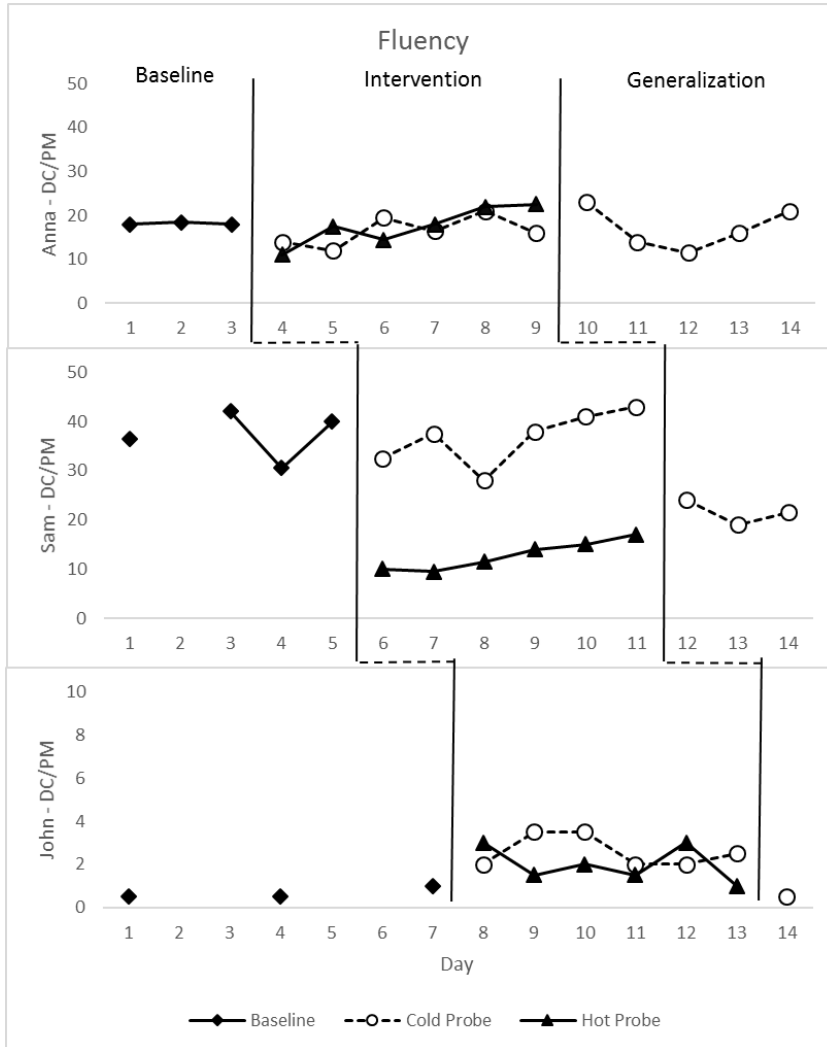 Fluency
Baseline Intervention Generalization
Anna - DC/PM
50
40
30
20
10
0
1 2 3 4 5 6 7 8 9 10 11 12 13 14
Sam - DC/PM
50
40
30
20
10
0
1 2 3 4 5 6 7 8 9 10 11 12 13 14
John - DC/PM
10
8
6
4
2
0
1 2 3 4 5 6 7 8 9 10 11 12 13 14
Day
Baseline Cold Probe Hot Probe